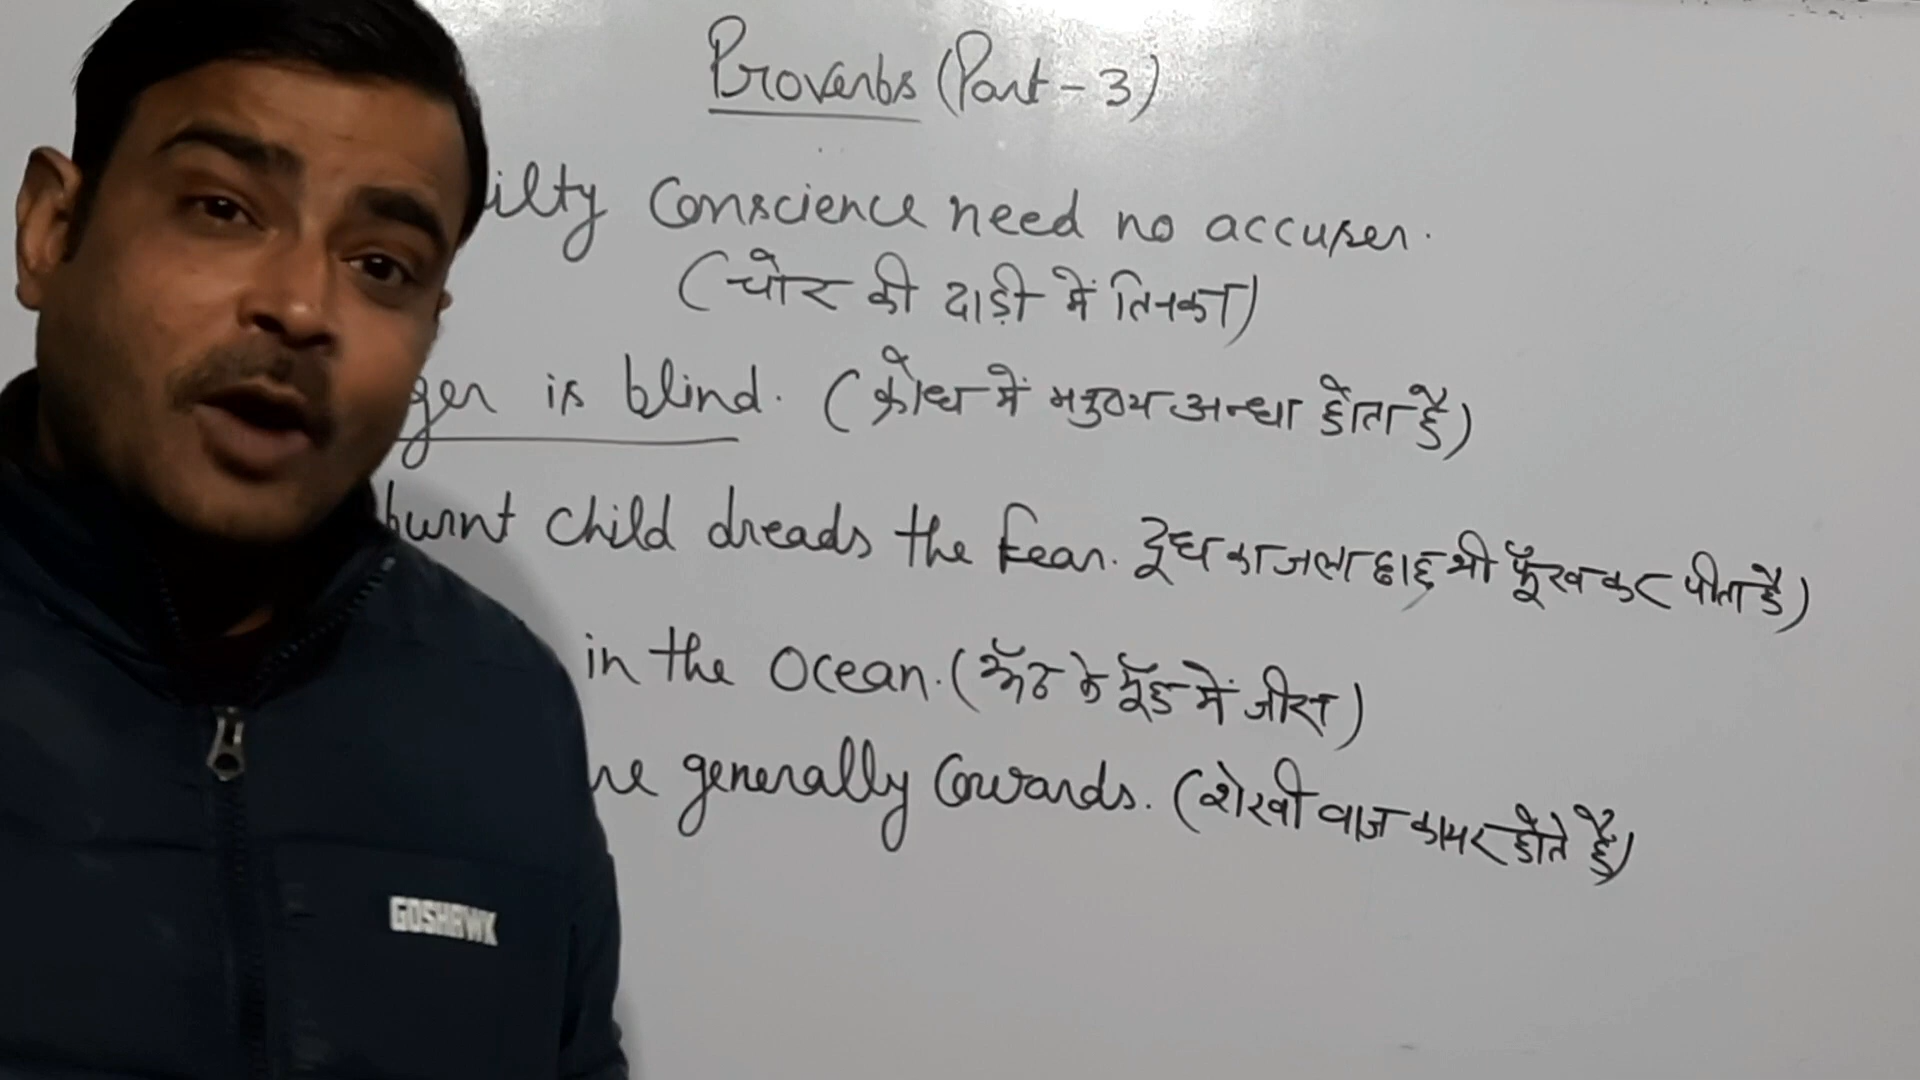 Proverbs (Part - 3)
ilty Conscience need no accuser.
(चोर की दाड़ी में तिनका)
ger is blind. (क्रोध में मनुष्य अन्धा होता है)
burnt child dreads the fear. दूध का जला छाछ भी फूँख कर पीता है)
in the Ocean. (ऊँट के मूँह में जीरा)
re generally Cowards. (शेखी वाज कायर होते है)
GOSHAWK